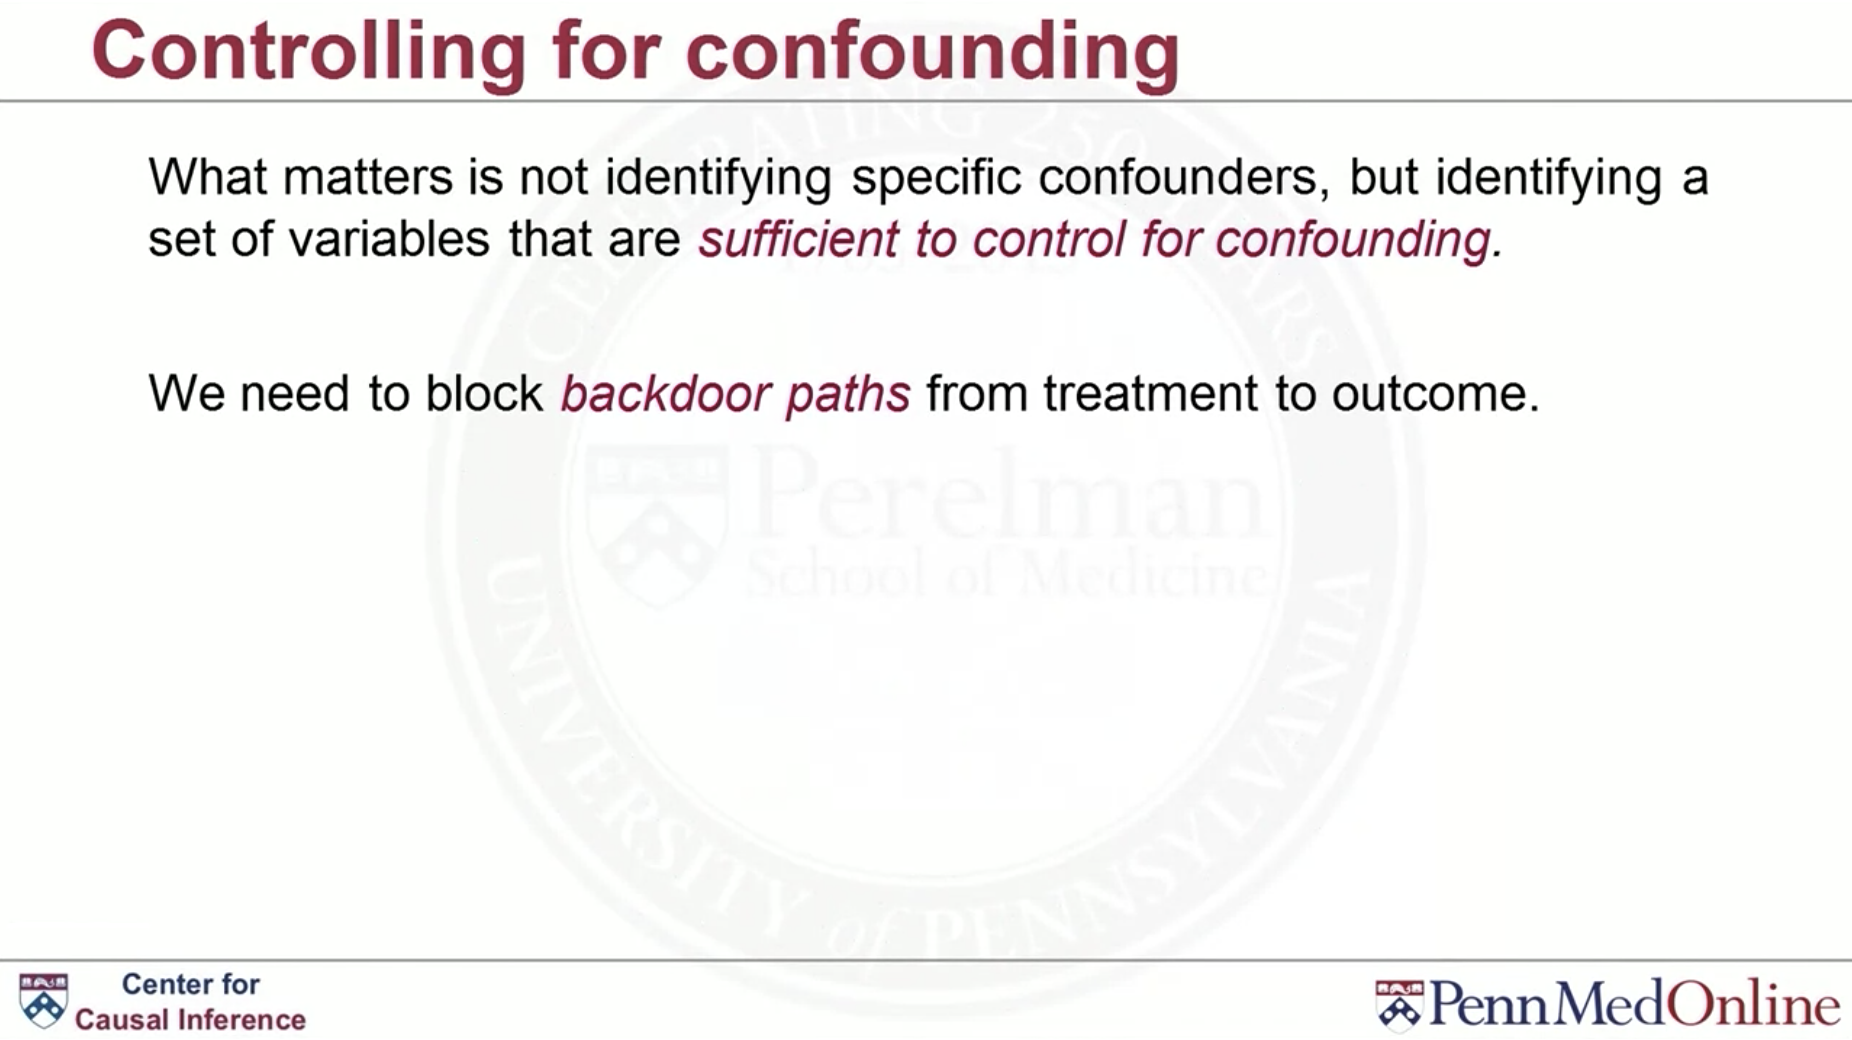 Controlling for confounding
What matters is not identifying specific confounders, but identifying a
set of variables that are sufficient to control for confounding.
We need to block backdoor paths from treatment to outcome.
CELEBRATING 250 YEARS
Perelman
School of Medicine
UNIVERSITY of PENNSYLVANIA
Center for
Causal Inference
PennMedOnline